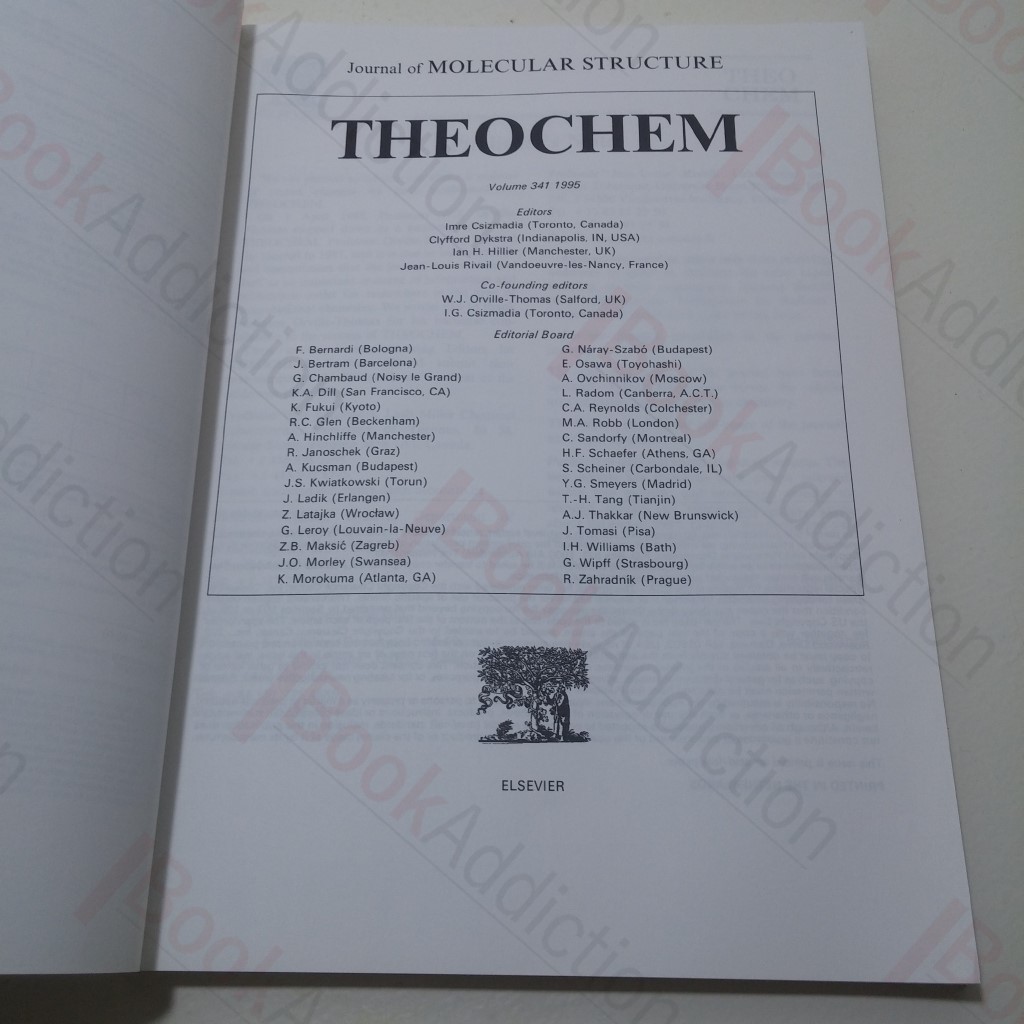 Journal of MOLECULAR STRUCTURE
THEOCHEM
Volume 341 1995
Editors
Imre Csizmadia (Toronto, Canada)
Clyfford Dykstra (Indianapolis, IN, USA)
Ian H. Hillier (Manchester, UK)
Jean-Louis Rivail (Vandoeuvre-les-Nancy, France)
Co-founding editors
W.J. Orville-Thomas (Salford, UK)
I.G. Csizmadia (Toronto, Canada)
Editorial Board
F. Bernardi (Bologna)
J. Bertram (Barcelona)
G. Chambaud (Noisy le Grand)
K.A. Dill (San Francisco, CA)
K. Fukui (Kyoto)
R.C. Glen (Beckenham)
A. Hinchliffe (Manchester)
R. Janoschek (Graz)
A. Kucsman (Budapest)
J.S. Kwiatkowski (Torun)
J. Ladik (Erlangen)
Z. Latajka (Wrocław)
G. Leroy (Louvain-la-Neuve)
Z.B. Maksić (Zagreb)
J.O. Morley (Swansea)
K. Morokuma (Atlanta, GA)
G. Náray-Szabó (Budapest)
E. Osawa (Toyohashi)
A. Ovchinnikov (Moscow)
L. Radom (Canberra, A.C.T.)
C.A. Reynolds (Colchester)
M.A. Robb (London)
C. Sandorfy (Montreal)
H.F. Schaefer (Athens, GA)
S. Scheiner (Carbondale, IL)
Y.G. Smeyers (Madrid)
T.-H. Tang (Tianjin)
A.J. Thakkar (New Brunswick)
J. Tomasi (Pisa)
I.H. Williams (Bath)
G. Wipff (Strasbourg)
R. Zahradník (Prague)
ELSEVIER
BookAddiction